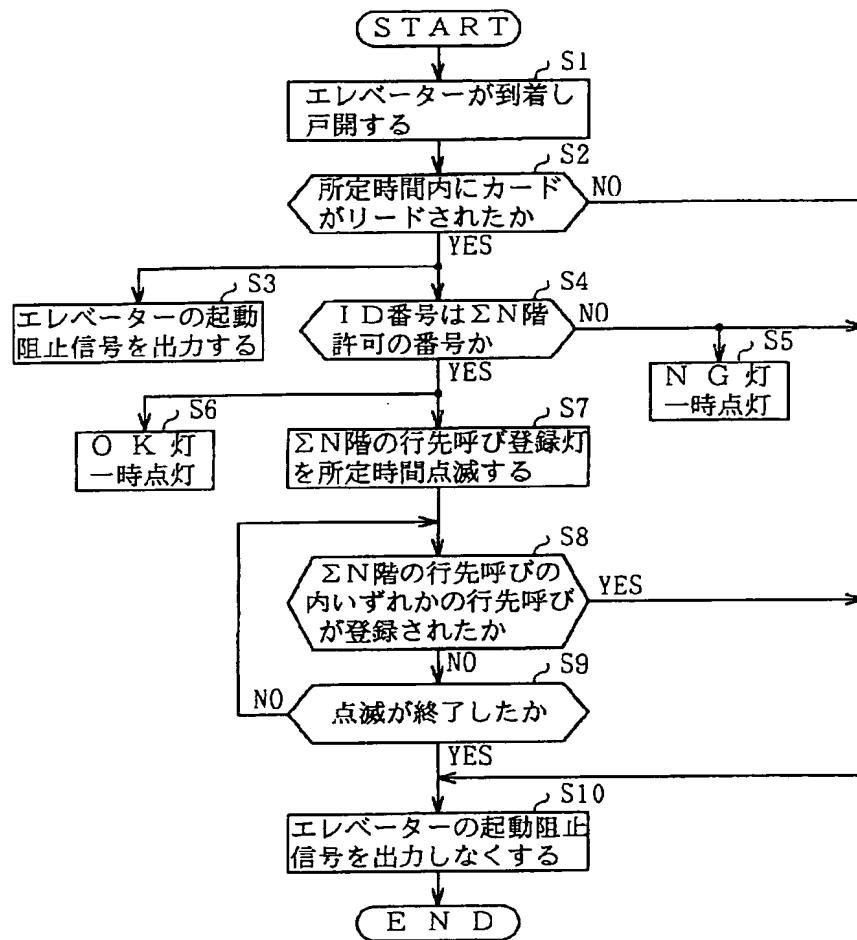 ＳＴＡＲＴ
S1
エレベーターが到着し
戸開する
S2
所定時間内にカード
がリードされたか
NO
YES
S3
エレベーターの起動
阻止信号を出力する
S4
ＩＤ番号はΣＮ階
許可の番号か
NO
S5
ＮＧ灯
一時点灯
YES
S6
ＯＫ灯
一時点灯
S7
ΣＮ階の行先呼び登録灯
を所定時間点滅する
S8
ΣＮ階の行先呼びの
内いずれかの行先呼び
が登録されたか
YES
NO
S9
点滅が終了したか
NO
YES
S10
エレベーターの起動阻止
信号を出力しなくする
ＥＮＤ